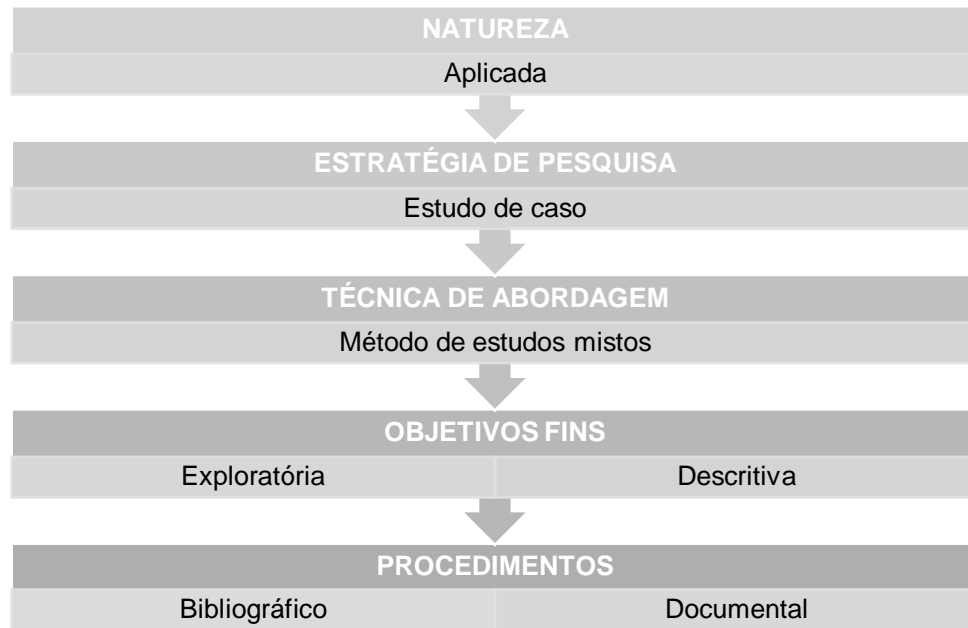 NATUREZA
Aplicada
ESTRATÉGIA DE PESQUISA
Estudo de caso
TÉCNICA DE ABORDAGEM
Método de estudos mistos
OBJETIVOS FINS
Exploratória Descritiva
PROCEDIMENTOS
Bibliográfico Documental